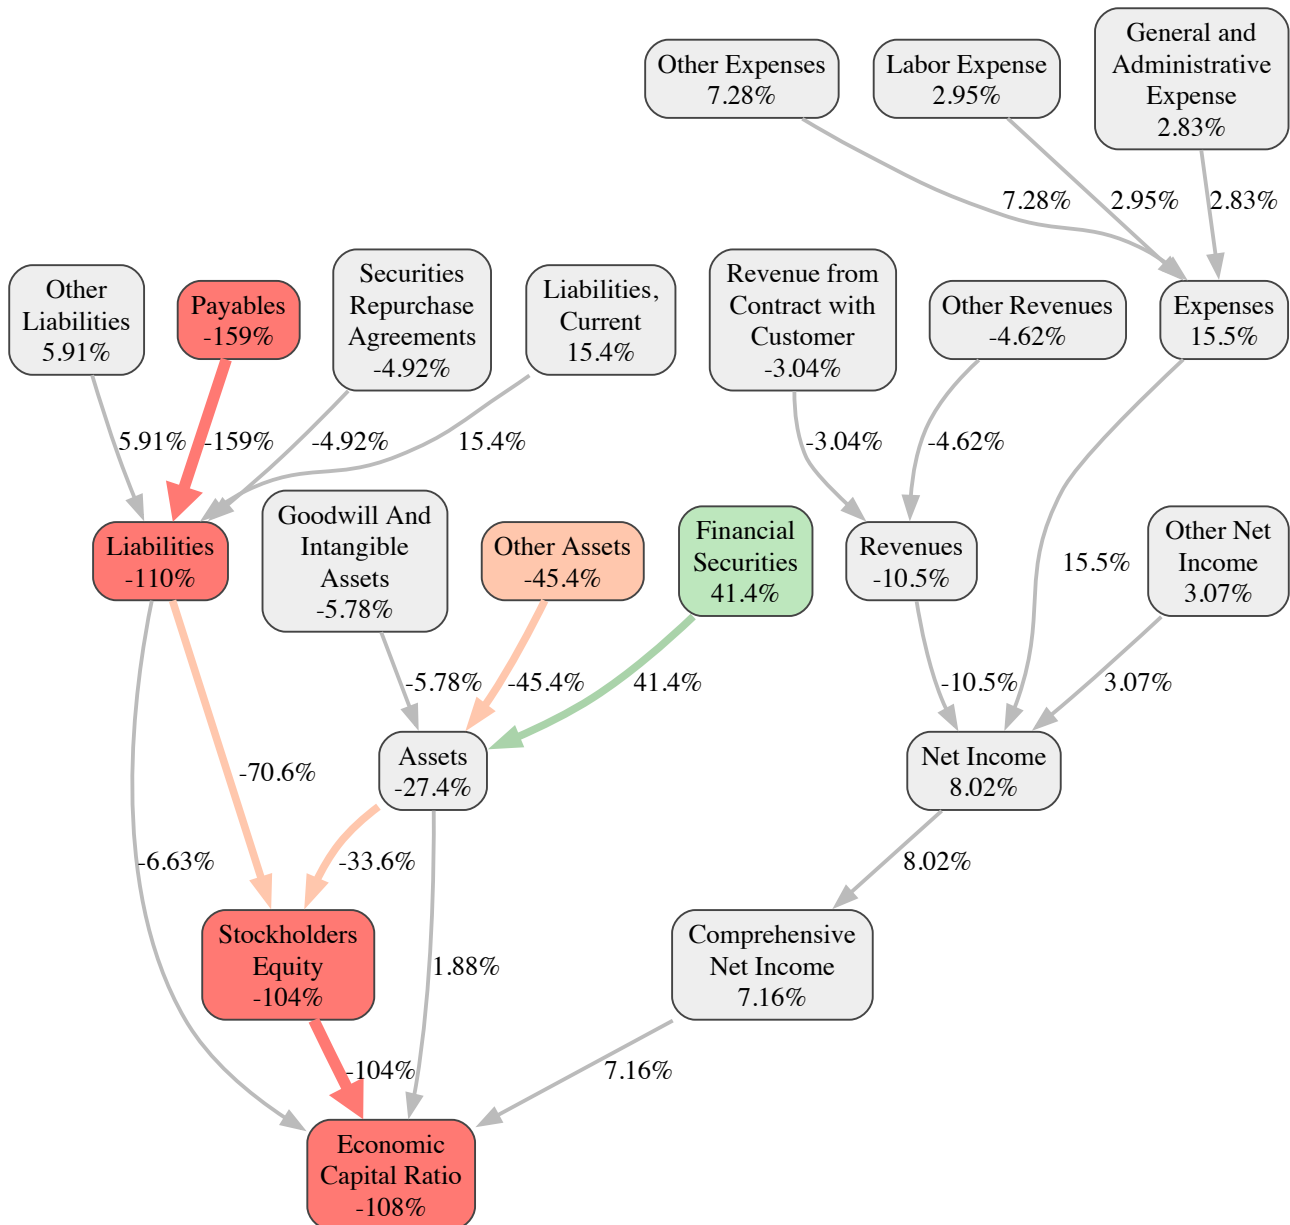 Other Expenses
7.28%
Labor Expense
2.95%
General and
Administrative
Expense
2.83%
7.28%
2.95%
2.83%
Other
Liabilities
5.91%
Payables
-159%
Securities
Repurchase
Agreements
-4.92%
Liabilities,
Current
15.4%
Revenue from
Contract with
Customer
-3.04%
Other Revenues
-4.62%
Expenses
15.5%
5.91%
-159%
-4.92%
15.4%
-3.04%
-4.62%
Liabilities
-110%
Goodwill And
Intangible
Assets
-5.78%
Other Assets
-45.4%
Financial
Securities
41.4%
Revenues
-10.5%
15.5%
Other Net
Income
3.07%
-5.78%
-45.4%
41.4%
-10.5%
3.07%
-70.6%
Assets
-27.4%
Net Income
8.02%
-6.63%
-33.6%
8.02%
Stockholders
Equity
-104%
1.88%
Comprehensive
Net Income
7.16%
-104%
7.16%
Economic
Capital Ratio
-108%